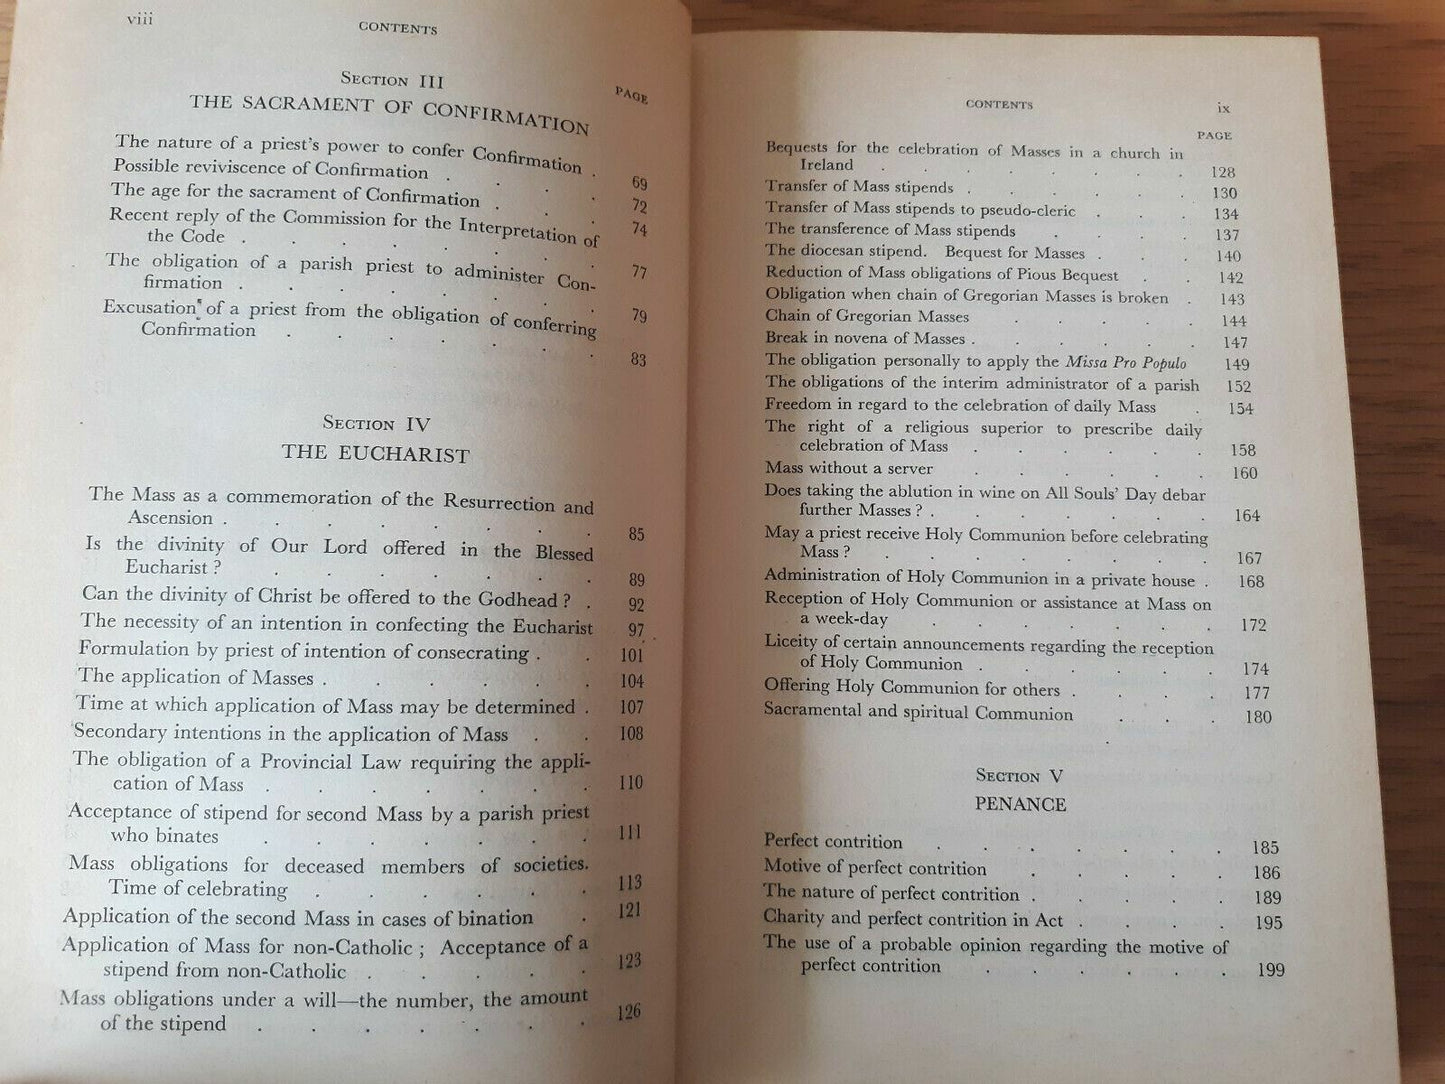 viii
CONTENTS
SECTION III
PAGE
THE SACRAMENT OF CONFIRMATION
The nature of a priest's power to confer Confirmation . 69
Possible reviviscence of Confirmation . . . . 72
The age for the sacrament of Confirmation . . . 74
Recent reply of the Commission for the Interpretation of
the Code . . . . . . . . 77
The obligation of a parish priest to administer Con-
firmation . . . . . . . . 79
Excusation of a priest from the obligation of conferring
Confirmation . . . . . . . 83
SECTION IV
THE EUCHARIST
The Mass as a commemoration of the Resurrection and
Ascension . . . . . . . . 85
Is the divinity of Our Lord offered in the Blessed
Eucharist ? . . . . . . . 89
Can the divinity of Christ be offered to the Godhead ? . 92
The necessity of an intention in confecting the Eucharist 97
Formulation by priest of intention of consecrating . . 101
The application of Masses . . . . . . 104
Time at which application of Mass may be determined . 107
Secondary intentions in the application of Mass . . 108
The obligation of a Provincial Law requiring the appli-
cation of Mass . . . . . . . 110
Acceptance of stipend for second Mass by a parish priest
who binates . . . . . . . 111
Mass obligations for deceased members of societies.
Time of celebrating . . . . . . 113
Application of the second Mass in cases of bination . 121
Application of Mass for non-Catholic ; Acceptance of a
stipend from non-Catholic . . . . . 123
Mass obligations under a will—the number, the amount
of the stipend . . . . . . . 126
CONTENTS
ix
PAGE
Bequests for the celebration of Masses in a church in
Ireland . . . . . . . . 128
Transfer of Mass stipends . . . . . . 130
Transfer of Mass stipends to pseudo-cleric . . . 134
The transference of Mass stipends . . . . 137
The diocesan stipend. Bequest for Masses . . . 140
Reduction of Mass obligations of Pious Bequest . . 142
Obligation when chain of Gregorian Masses is broken . 143
Chain of Gregorian Masses . . . . . 144
Break in novena of Masses . . . . . . 147
The obligation personally to apply the Missa Pro Populo 149
The obligations of the interim administrator of a parish 152
Freedom in regard to the celebration of daily Mass . 154
The right of a religious superior to prescribe daily
celebration of Mass . . . . . . 158
Mass without a server . . . . . . 160
Does taking the ablution in wine on All Souls' Day debar
further Masses ? . . . . . . . 164
May a priest receive Holy Communion before celebrating
Mass ? . . . . . . . . 167
Administration of Holy Communion in a private house . 168
Reception of Holy Communion or assistance at Mass on
a week-day . . . . . . . 172
Liceity of certain announcements regarding the reception
of Holy Communion . . . . . . 174
Offering Holy Communion for others . . . . 177
Sacramental and spiritual Communion . . . 180
SECTION V
PENANCE
Perfect contrition . . . . . . . 185
Motive of perfect contrition . . . . . 186
The nature of perfect contrition . . . . . 189
Charity and perfect contrition in Act . . . . 195
The use of a probable opinion regarding the motive of
perfect contrition . . . . . . 199